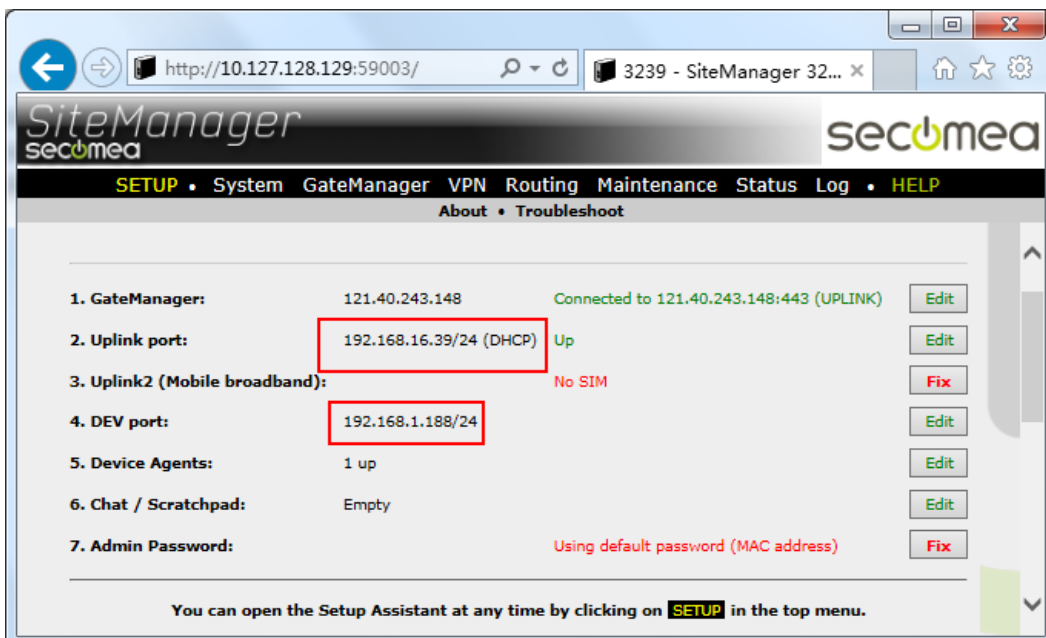 http://10.127.128.129:59003/
3239 - SiteManager 32...
SiteManager
secomea
secomea
SETUP • System GateManager VPN Routing Maintenance Status Log • HELP
About • Troubleshoot
1. GateManager: 121.40.243.148 Connected to 121.40.243.148:443 (UPLINK) Edit
2. Uplink port: 192.168.16.39/24 (DHCP) Up Edit
3. Uplink2 (Mobile broadband): No SIM Fix
4. DEV port: 192.168.1.188/24 Edit
5. Device Agents: 1 up Edit
6. Chat / Scratchpad: Empty Edit
7. Admin Password: Using default password (MAC address) Fix
You can open the Setup Assistant at any time by clicking on SETUP in the top menu.